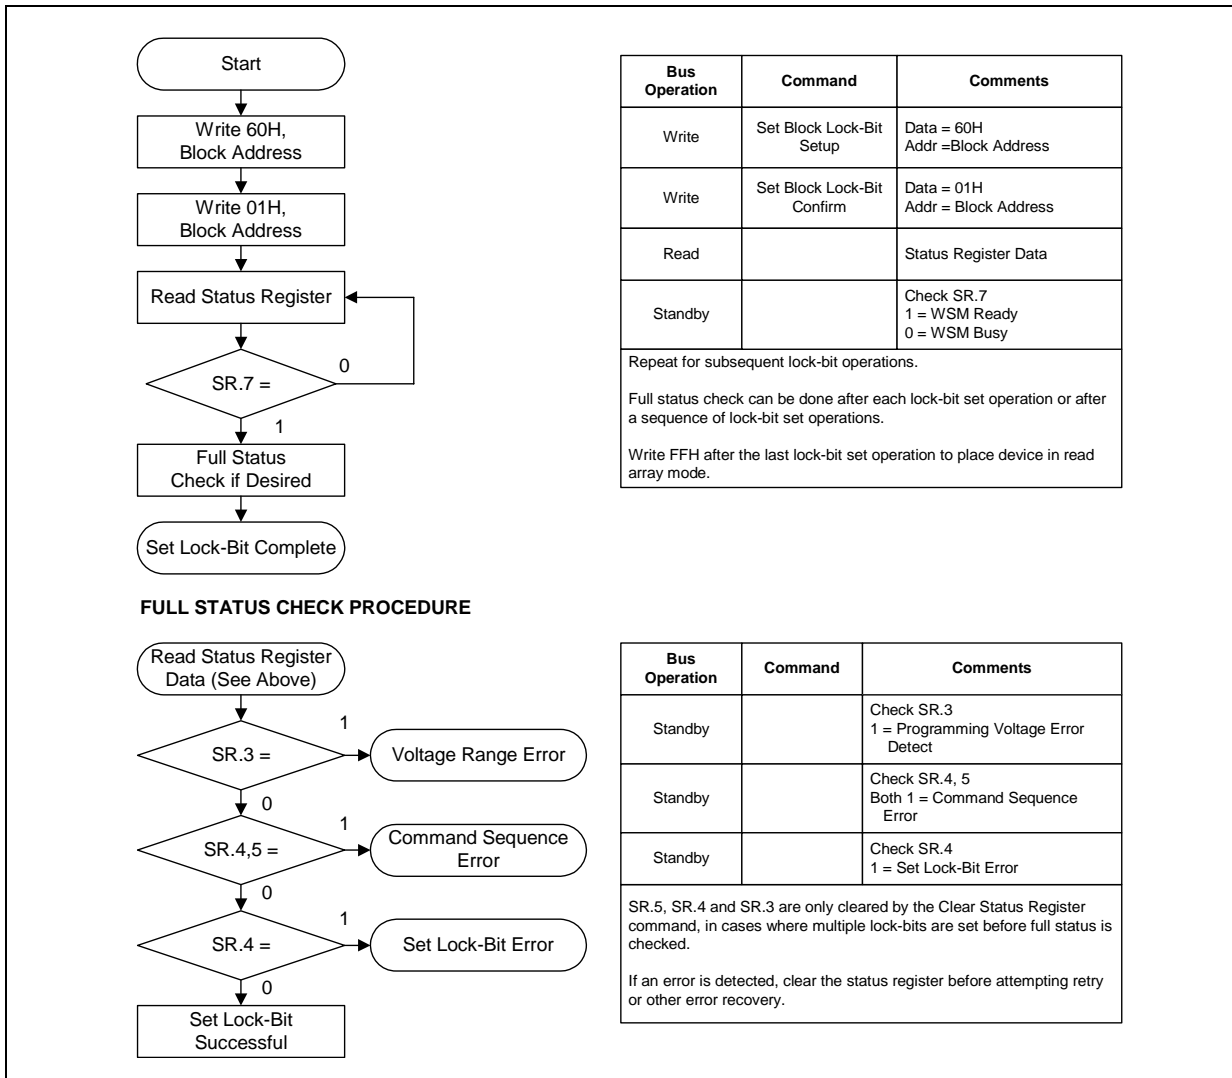 Start
Write 60H,
Block Address
Write 01H,
Block Address
Read Status Register
SR.7 =
0
1
Full Status
Check if Desired
Set Lock-Bit Complete
Bus
Operation
Command
Comments
Write
Set Block Lock-Bit
Setup
Data = 60H
Addr =Block Address
Write
Set Block Lock-Bit
Confirm
Data = 01H
Addr = Block Address
Read
Status Register Data
Standby
Check SR.7
1 = WSM Ready
0 = WSM Busy
Repeat for subsequent lock-bit operations.
Full status check can be done after each lock-bit set operation or after
a sequence of lock-bit set operations.
Write FFH after the last lock-bit set operation to place device in read
array mode.
FULL STATUS CHECK PROCEDURE
Read Status Register
Data (See Above)
SR.3 =
1
Voltage Range Error
0
SR.4,5 =
1
Command Sequence
Error
0
SR.4 =
1
Set Lock-Bit Error
0
Set Lock-Bit
Successful
Bus
Operation
Command
Comments
Standby
Check SR.3
1 = Programming Voltage Error
Detect
Standby
Check SR.4, 5
Both 1 = Command Sequence
Error
Standby
Check SR.4
1 = Set Lock-Bit Error
SR.5, SR.4 and SR.3 are only cleared by the Clear Status Register
command, in cases where multiple lock-bits are set before full status is
checked.
If an error is detected, clear the status register before attempting retry
or other error recovery.